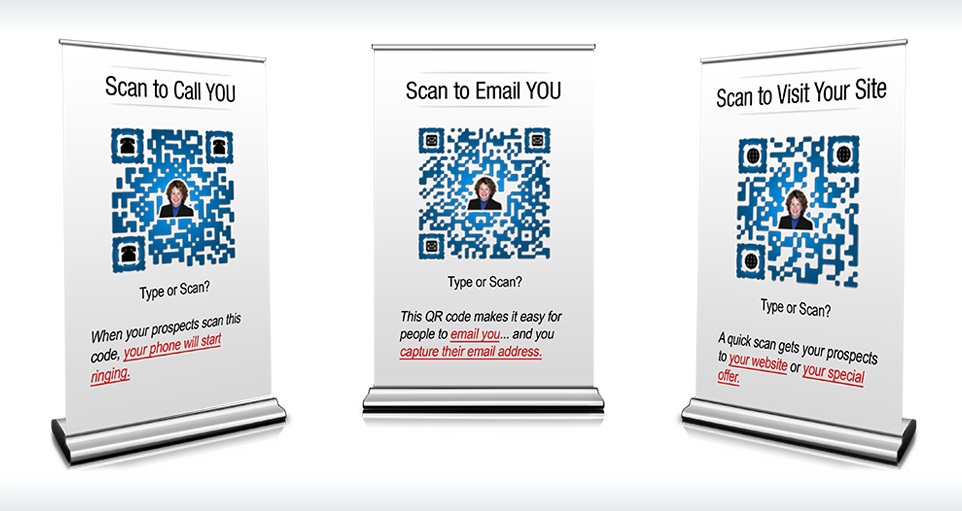 Scan to Call YOU
Type or Scan?
When your prospects scan this
code, your phone will start
ringing.
Scan to Email YOU
Type or Scan?
This QR code makes it easy for
people to email you... and you
capture their email address.
Scan to Visit Your Site
Type or Scan?
A quick scan gets your prospects
to your website or your special
offer.